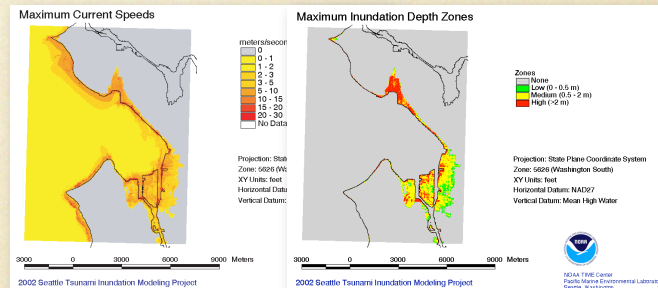 Maximum Current Speeds
meters/secon
0
0 - 1
1 - 2
2 - 3
3 - 5
5 - 10
10 - 15
15 - 20
20 - 30
No Data
Projection: State
Zone: 5626 (Wa
XY Units: feet
Horizontal Datu
Vertical Datum:
3000 0 3000 6000 9000 Meters
2002 Seattle Tsunami Inundation Modeling Project
Maximum Inundation Depth Zones
Zones
None
Low (0 - 0.5 m)
Medium (0.5 - 2 m)
High (>2 m)
Projection: State Plane Coordinate System
Zone: 5626 (Washington South)
XY Units: feet
Horizontal Datum: NAD27
Vertical Datum: Mean High Water
3000 0 3000 6000 9000 Meters
2002 Seattle Tsunami Inundation Modeling Project
NOAA
NOAA TIME Center
Pacific Marine Environmental Laborato
Seattle, Washington